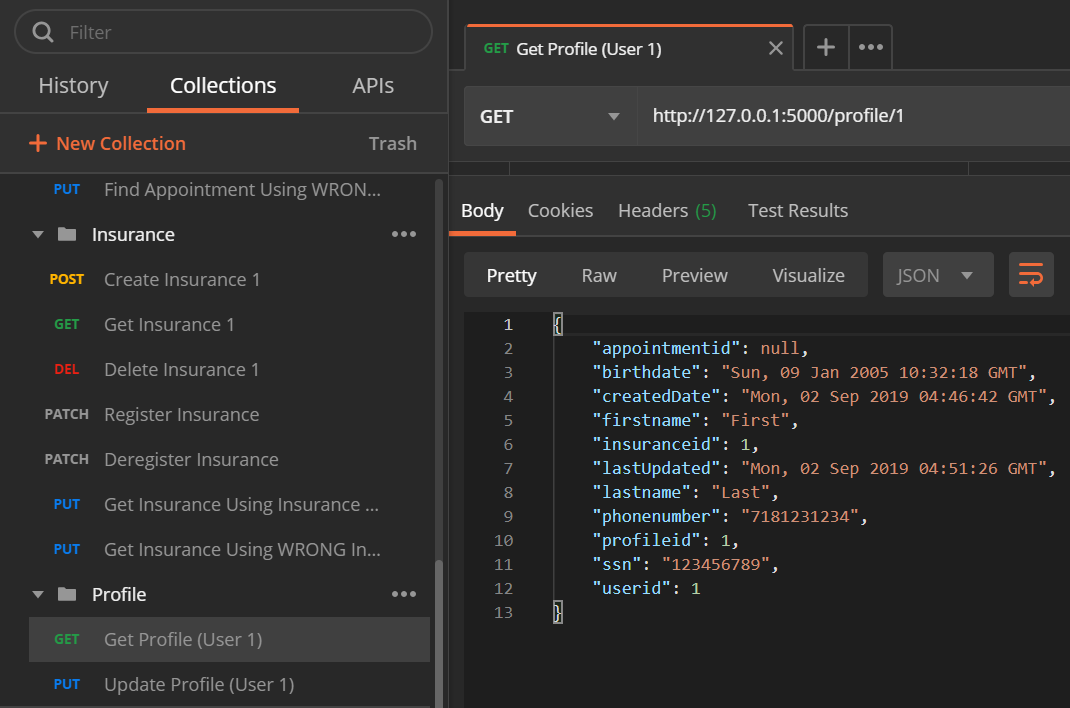 Filter
History Collections APIs
+ New Collection Trash
PUT Find Appointment Using WRON...
Insurance
POST Create Insurance 1
GET Get Insurance 1
DEL Delete Insurance 1
PATCH Register Insurance
PATCH Deregister Insurance
PUT Get Insurance Using Insurance ...
PUT Get Insurance Using WRONG In...
Profile
GET Get Profile (User 1)
PUT Update Profile (User 1)
GET Get Profile (User 1)
GET http://127.0.0.1:5000/profile/1
Body Cookies Headers (5) Test Results
Pretty Raw Preview Visualize JSON
1 {
2 "appointmentid": null,
3 "birthdate": "Sun, 09 Jan 2005 10:32:18 GMT",
4 "createdDate": "Mon, 02 Sep 2019 04:46:42 GMT",
5 "firstname": "First",
6 "insuranceid": 1,
7 "lastUpdated": "Mon, 02 Sep 2019 04:51:26 GMT",
8 "lastname": "Last",
9 "phonenumber": "7181231234",
10 "profileid": 1,
11 "ssn": "123456789",
12 "userid": 1
13 }